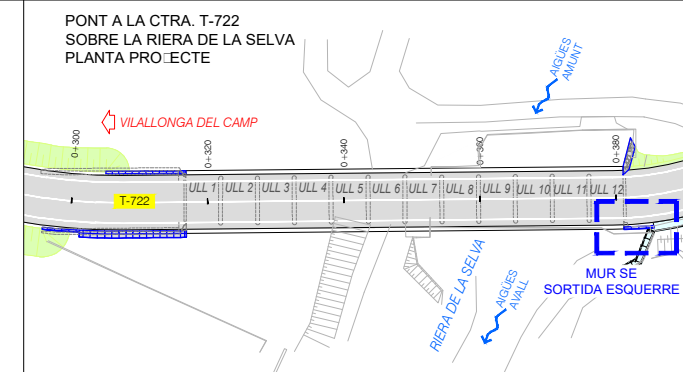 PONT A LA CTRA. T-722
SOBRE LA RIERA DE LA SELVA
PLANTA PRO□ECTE
AIGÜES
AMUNT
VILALLONGA DEL CAMP
0+300
0+320
0+340
0+360
0+380
T-722
ULL 1
ULL 2
ULL 3
ULL 4
ULL 5
ULL 6
ULL 7
ULL 8
ULL 9
ULL 10
ULL 11
ULL 12
RIERA DE LA SELVA
AIGÜES
AVALL
MUR SE
SORTIDA ESQUERRE